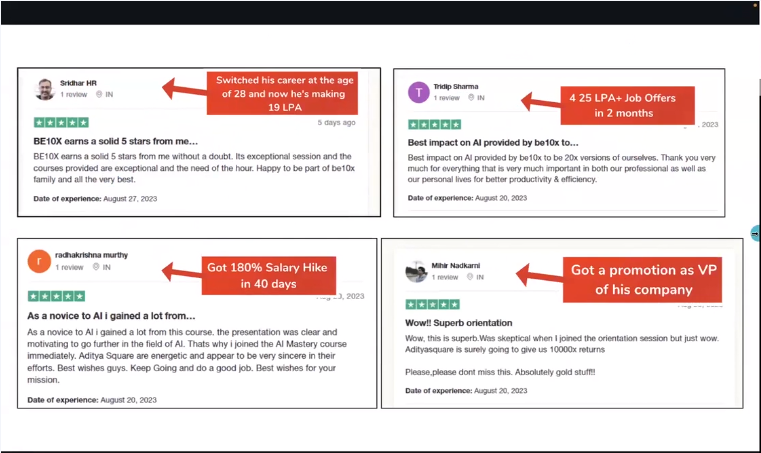 Sridhar HR
1 review IN
Switched his career at the age
of 28 and now he's making
19 LPA
5 days ago
BE10X earns a solid 5 stars from me...
BE10X earns a solid 5 stars from me without a doubt. Its exceptional session and the
courses provided are exceptional and the need of the hour. Happy to be part of be10x
family and all the very best.
Date of experience: August 27, 2023
T
Tridip Sharma
1 review IN
4 25 LPA+ Job Offers
in 2 months
, 2023
Best impact on AI provided by be10x to...
Best impact on AI provided by be10x to be 20x versions of ourselves. Thank you very
much for everything that is very much important in both our professional as well as
our personal lives for better productivity & efficiency.
Date of experience: August 20, 2023
r
radhakrishna murthy
1 review IN
Got 180% Salary Hike
in 40 days
2023
As a novice to AI i gained a lot from...
As a novice to AI i gained a lot from this course. the presentation was clear and
motivating to go further in the field of AI. Thats why i joined the AI Mastery course
immediately. Aditya Square are energetic and appear to be very sincere in their
efforts. Best wishes guys. Keep Going and do a good job. Best wishes for your
mission.
Date of experience: August 20, 2023
Mihir Nadkarni
1 review IN
Got a promotion as VP
of his company
Wow!! Superb orientation
Wow, this is superb.Was skeptical when I joined the orientation session but just wow.
Adityasquare is surely going to give us 10000x returns
Please,please dont miss this. Absolutely gold stuff!!!
Date of experience: August 20, 2023